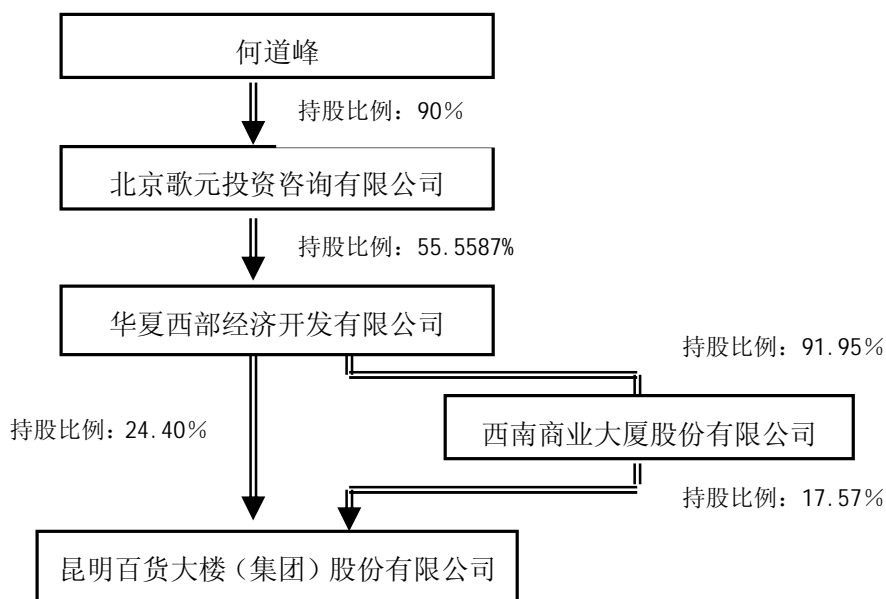 何道峰
持股比例：90％
北京歌元投资咨询有限公司
持股比例：55.5587%
华夏西部经济开发有限公司
持股比例：91.95％
持股比例：24.40％
西南商业大厦股份有限公司
持股比例：17.57％
昆明百货大楼（集团）股份有限公司